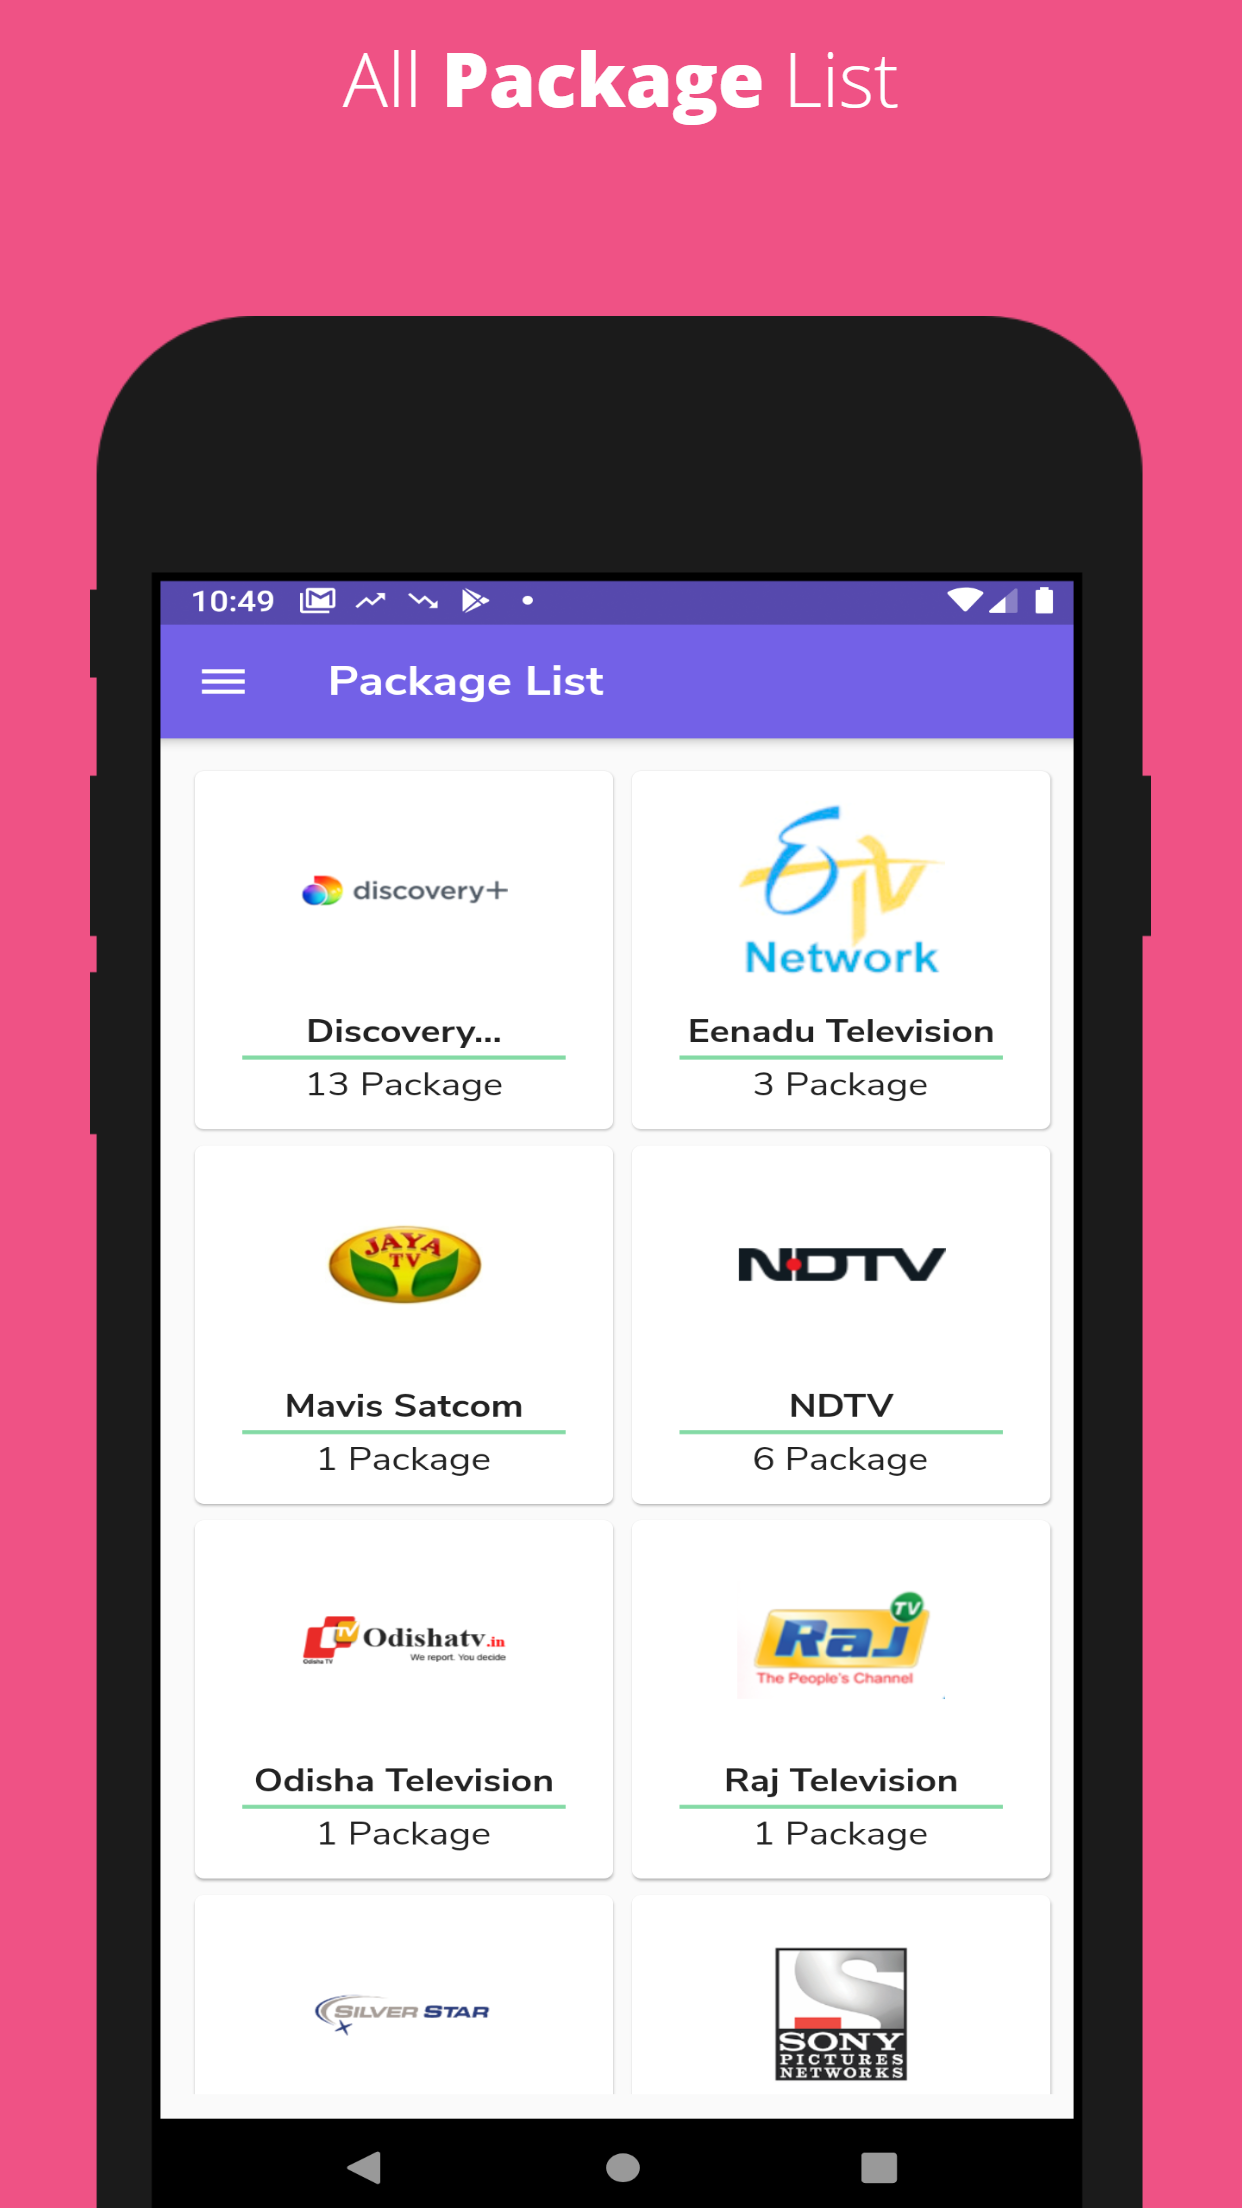 All Package List
10:49
Package List
discovery+
Discovery...
13 Package
ETV
Network
Eenadu Television
3 Package
JAYA
TV
Mavis Satcom
1 Package
NDTV
NDTV
6 Package
TV
Odishatv.in
Odisha TV
We report. You decide
Odisha Television
1 Package
TV
Raj
The People's Channel
Raj Television
1 Package
SILVER STAR
S
SONY
PICTURES
NETWORKS